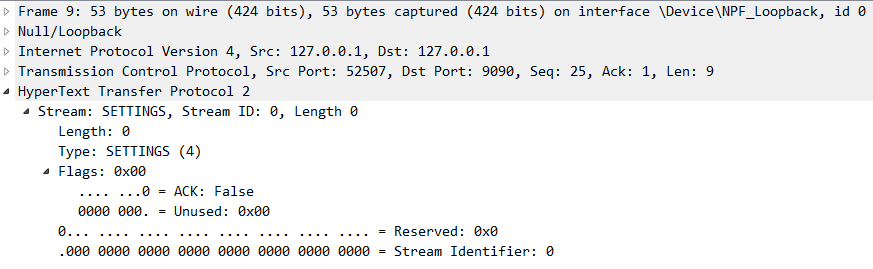 Frame 9: 53 bytes on wire (424 bits), 53 bytes captured (424 bits) on interface \Device\NPF_Loopback, id 0
Null/Loopback
Internet Protocol Version 4, Src: 127.0.0.1, Dst: 127.0.0.1
Transmission Control Protocol, Src Port: 52507, Dst Port: 9090, Seq: 25, Ack: 1, Len: 9
HyperText Transfer Protocol 2
Stream: SETTINGS, Stream ID: 0, Length 0
Length: 0
Type: SETTINGS (4)
Flags: 0x00
.... ...0 = ACK: False
0000 000. = Unused: 0x00
0... .... .... .... .... .... .... .... = Reserved: 0x0
.000 0000 0000 0000 0000 0000 0000 0000 = Stream Identifier: 0